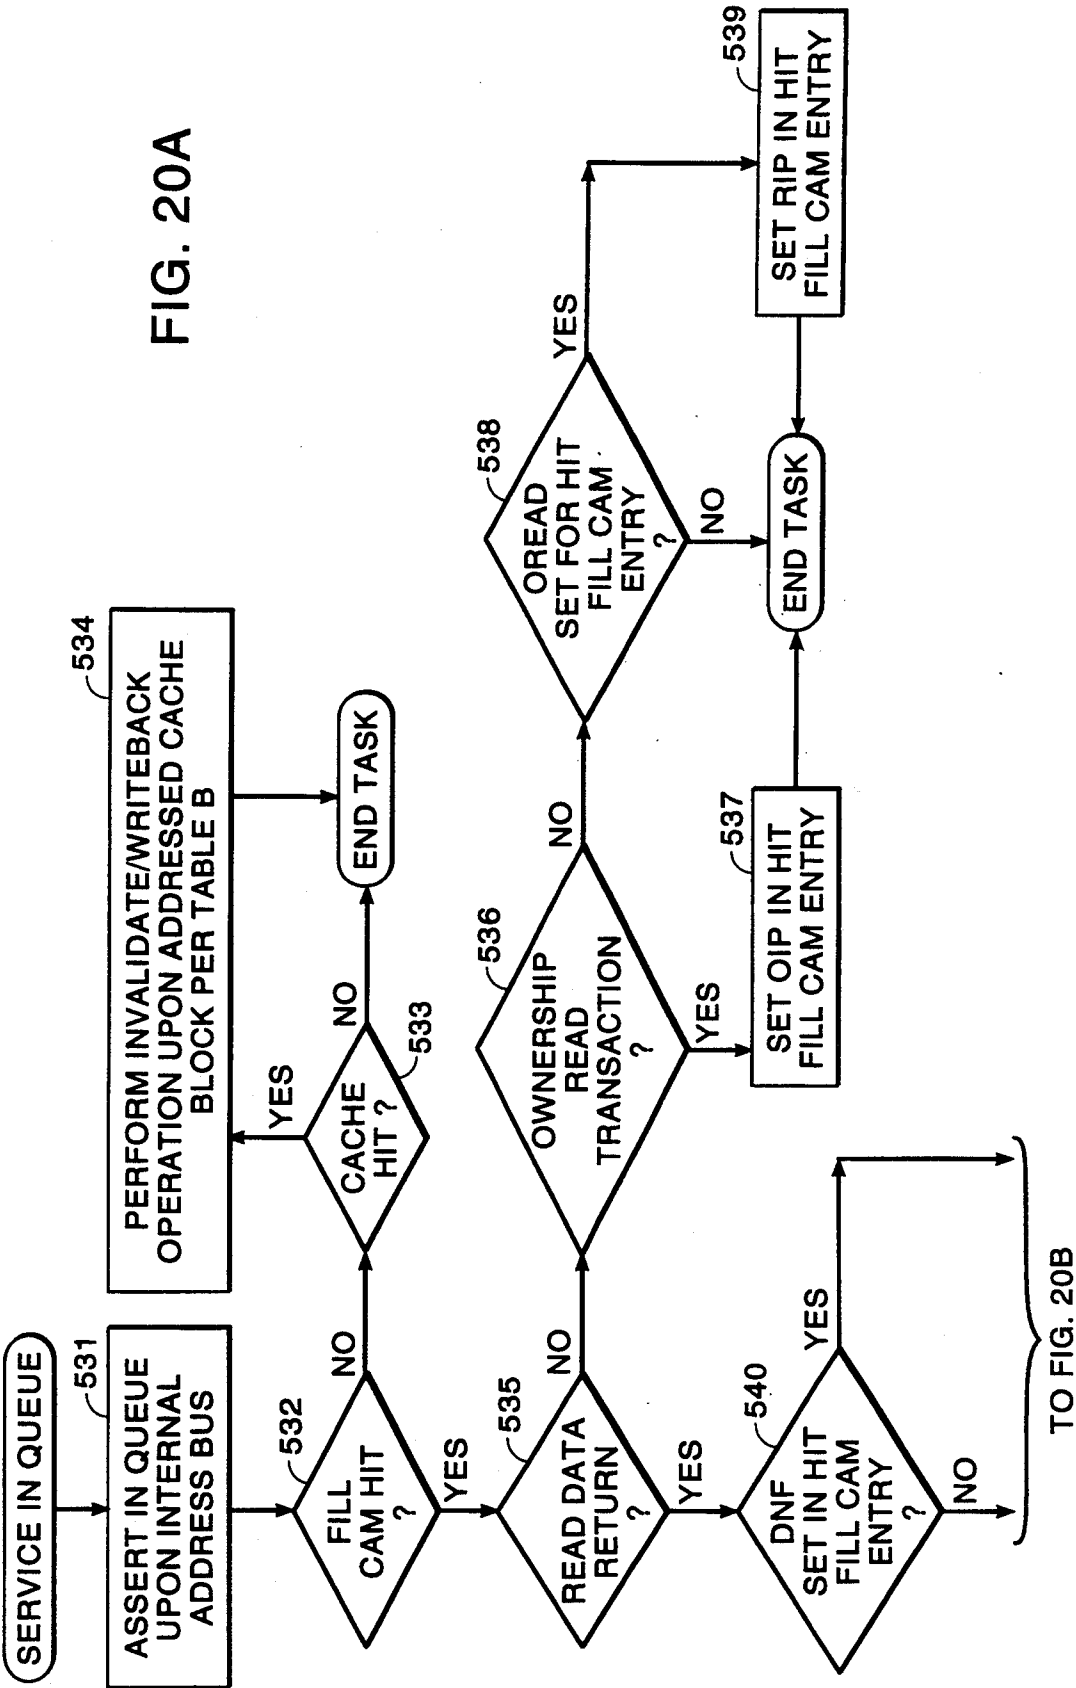 FIG. 20A
SERVICE IN QUEUE
531
ASSERT IN QUEUE
UPON INTERNAL
ADDRESS BUS
532
FILL
CAM HIT
?
NO
YES
533
CACHE
HIT ?
YES
NO
534
PERFORM INVALIDATE/WRITEBACK
OPERATION UPON ADDRESSED CACHE
BLOCK PER TABLE B
END TASK
535
READ DATA
RETURN
?
NO
YES
536
OWNERSHIP
READ
TRANSACTION
?
NO
YES
537
SET OIP IN HIT
FILL CAM ENTRY
538
OREAD
SET FOR HIT
FILL CAM
ENTRY
?
YES
NO
539
SET RIP IN HIT
FILL CAM ENTRY
END TASK
540
DNF
SET IN HIT
FILL CAM
ENTRY
?
YES
NO
TO FIG. 20B